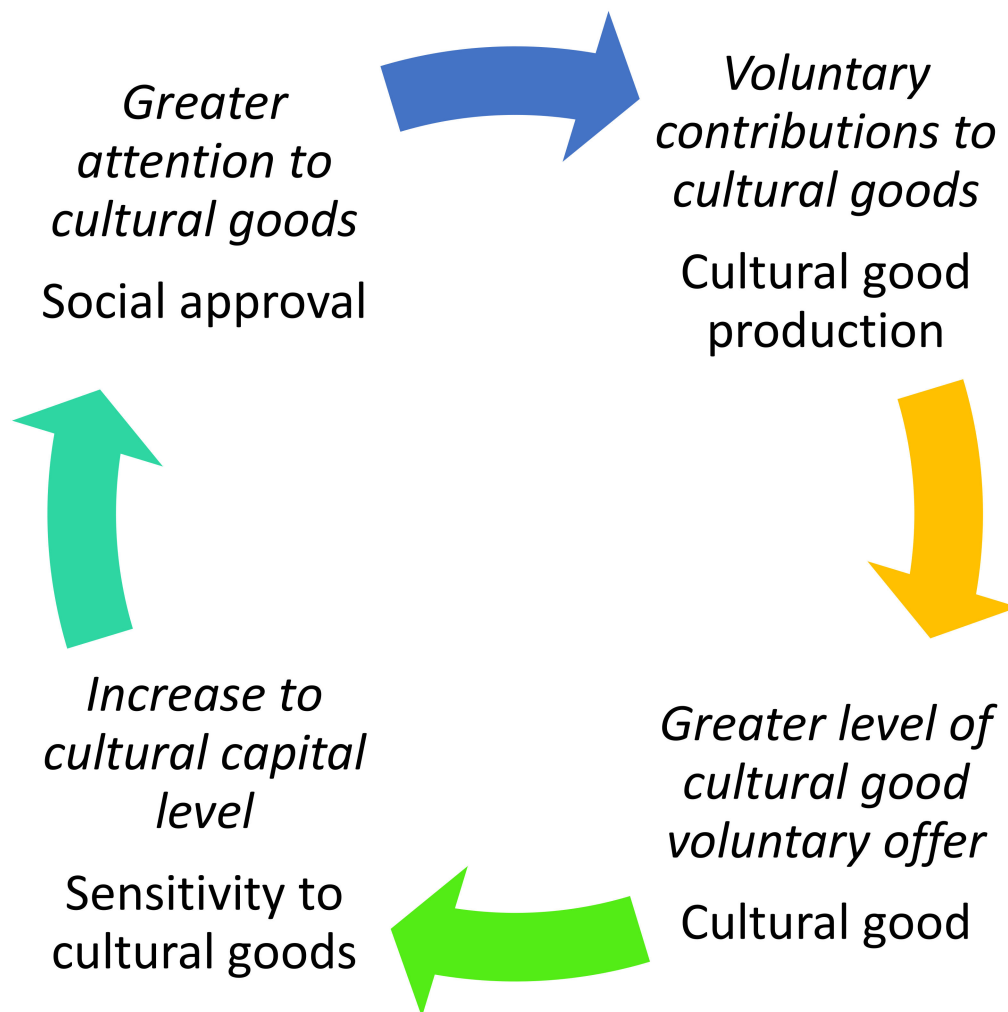 Greater
attention to
cultural goods
Social approval
Voluntary
contributions to
cultural goods
Cultural good
production
Greater level of
cultural good
voluntary offer
Cultural good
Increase to
cultural capital
level
Sensitivity to
cultural goods